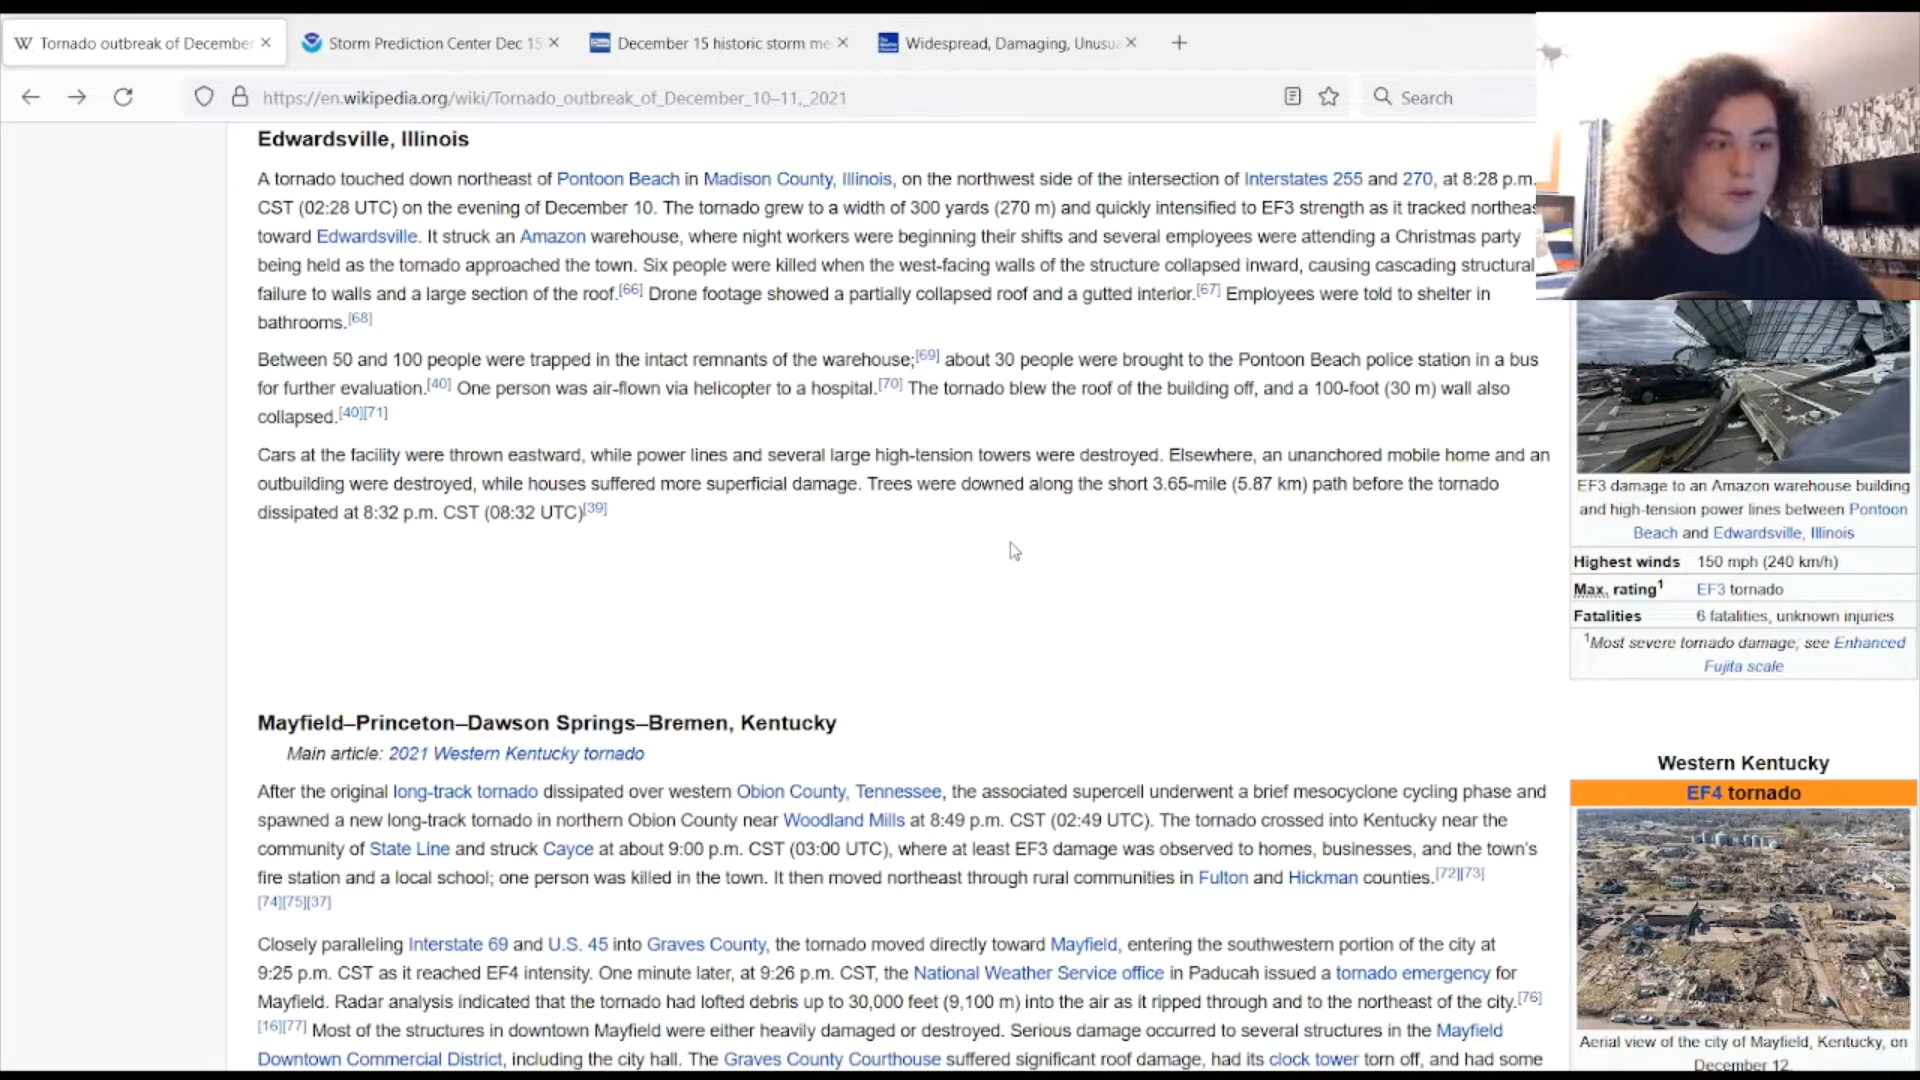 W Tornado outbreak of December
Storm Prediction Center Dec 15
December 15 historic storm me
Widespread, Damaging, Unusu
https://en.wikipedia.org/wiki/Tornado_outbreak_of_December_10–11,_2021
Search
Edwardsville, Illinois
A tornado touched down northeast of Pontoon Beach in Madison County, Illinois, on the northwest side of the intersection of Interstates 255 and 270, at 8:28 p.m.
CST (02:28 UTC) on the evening of December 10. The tornado grew to a width of 300 yards (270 m) and quickly intensified to EF3 strength as it tracked northeas
toward Edwardsville. It struck an Amazon warehouse, where night workers were beginning their shifts and several employees were attending a Christmas party
being held as the tornado approached the town. Six people were killed when the west-facing walls of the structure collapsed inward, causing cascading structural
failure to walls and a large section of the roof.[66] Drone footage showed a partially collapsed roof and a gutted interior.[67] Employees were told to shelter in
bathrooms.[68]
Between 50 and 100 people were trapped in the intact remnants of the warehouse;[69] about 30 people were brought to the Pontoon Beach police station in a bus
for further evaluation.[40] One person was air-flown via helicopter to a hospital.[70] The tornado blew the roof of the building off, and a 100-foot (30 m) wall also
collapsed.[40][71]
Cars at the facility were thrown eastward, while power lines and several large high-tension towers were destroyed. Elsewhere, an unanchored mobile home and an
outbuilding were destroyed, while houses suffered more superficial damage. Trees were downed along the short 3.65-mile (5.87 km) path before the tornado
dissipated at 8:32 p.m. CST (08:32 UTC)[39]
EF3 damage to an Amazon warehouse building
and high-tension power lines between Pontoon
Beach and Edwardsville, Illinois
Highest winds 150 mph (240 km/h)
Max. rating1 EF3 tornado
Fatalities 6 fatalities, unknown injuries
1Most severe tornado damage; see Enhanced
Fujita scale
Mayfield–Princeton–Dawson Springs–Bremen, Kentucky
Main article: 2021 Western Kentucky tornado
After the original long-track tornado dissipated over western Obion County, Tennessee, the associated supercell underwent a brief mesocyclone cycling phase and
spawned a new long-track tornado in northern Obion County near Woodland Mills at 8:49 p.m. CST (02:49 UTC). The tornado crossed into Kentucky near the
community of State Line and struck Cayce at about 9:00 p.m. CST (03:00 UTC), where at least EF3 damage was observed to homes, businesses, and the town's
fire station and a local school; one person was killed in the town. It then moved northeast through rural communities in Fulton and Hickman counties.[72][73]
[74][75][37]
Closely paralleling Interstate 69 and U.S. 45 into Graves County, the tornado moved directly toward Mayfield, entering the southwestern portion of the city at
9:25 p.m. CST as it reached EF4 intensity. One minute later, at 9:26 p.m. CST, the National Weather Service office in Paducah issued a tornado emergency for
Mayfield. Radar analysis indicated that the tornado had lofted debris up to 30,000 feet (9,100 m) into the air as it ripped through and to the northeast of the city.[76]
[16][77] Most of the structures in downtown Mayfield were either heavily damaged or destroyed. Serious damage occurred to several structures in the Mayfield
Downtown Commercial District, including the city hall. The Graves County Courthouse suffered significant roof damage, had its clock tower torn off, and had some
Western Kentucky
EF4 tornado
Aerial view of the city of Mayfield, Kentucky, on
December 12.